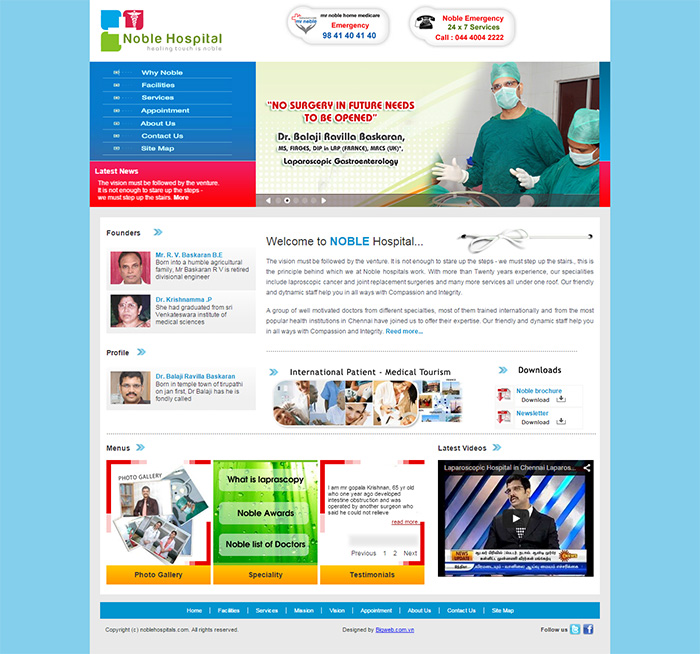 Noble Hospital
healing touch is noble
mr noble home medicare
Emergency
98 41 40 41 40
mr noble
Noble Emergency
24 x 7 Services
Call : 044 4004 2222
Why Noble
Facilities
Services
Appointment
About Us
Contact Us
Site Map
Latest News
The vision must be followed by the venture.
It is not enough to stare up the steps -
we must step up the stairs. More
"NO SURGERY IN FUTURE NEEDS
TO BE OPENED"
Dr. Balaji Ravilla Baskaran,
MS, FIAGES, DIP in LAP (FRANCE), MRCS (UK)*,
Laparoscopic Gastroenterology
Founders
Mr. R. V. Baskaran B.E
Born into a humble agricultural
family, Mr Baskaran R V is retired
divisional engineer
Dr. Krishnamma .P
She had graduated from sri
Venkateswara institute of
medical sciences
Profile
Dr. Balaji Ravilla Baskaran
Born in temple town of tirupathi
on jan first, Dr Balaji has he is
fondly called
Welcome to NOBLE Hospital...
The vision must be followed by the venture. It is not enough to stare up the steps - we must step up the stairs., this is
the principle behind which we at Noble hospitals work. With more than Twenty years experience, our specialities
include laproscopic cancer and joint replacement surgeries and many more services all under one roof. Our friendly
and dytnamic staff help you in all ways with Compassion and Integrity.
A group of well motivated doctors from different specialties, most of them trained internationally and from the most
popular health institutions in Chennai have joined us to offer their expertise. Our friendly and dynamic staff help you
in all ways with Compassion and Integrity. Read more...
International Patient - Medical Tourism
Downloads
Noble brochure
Download
Newsletter
Download
Menus
PHOTO GALLERY
Photo Gallery
What is laprascopy
Noble Awards
Noble list of Doctors
Speciality
I am mr gopala Krishnan, 65 yr old
who one year ago developed
intestine obstruction and was
operated by another surgeon who
said he could not relieve
read more
Previous 1 2 Next
Testimonials
Latest Videos
Laparoscopic Hospital in Chennai Laparos...
NEWS
UPDATE
Home | Facilities | Services | Mission | Vision | Appointment | About Us | Contact Us | Site Map
Copyright (c) noblehospitals.com. All rights reserved.
Designed by Bizweb.com.vn
Follow us